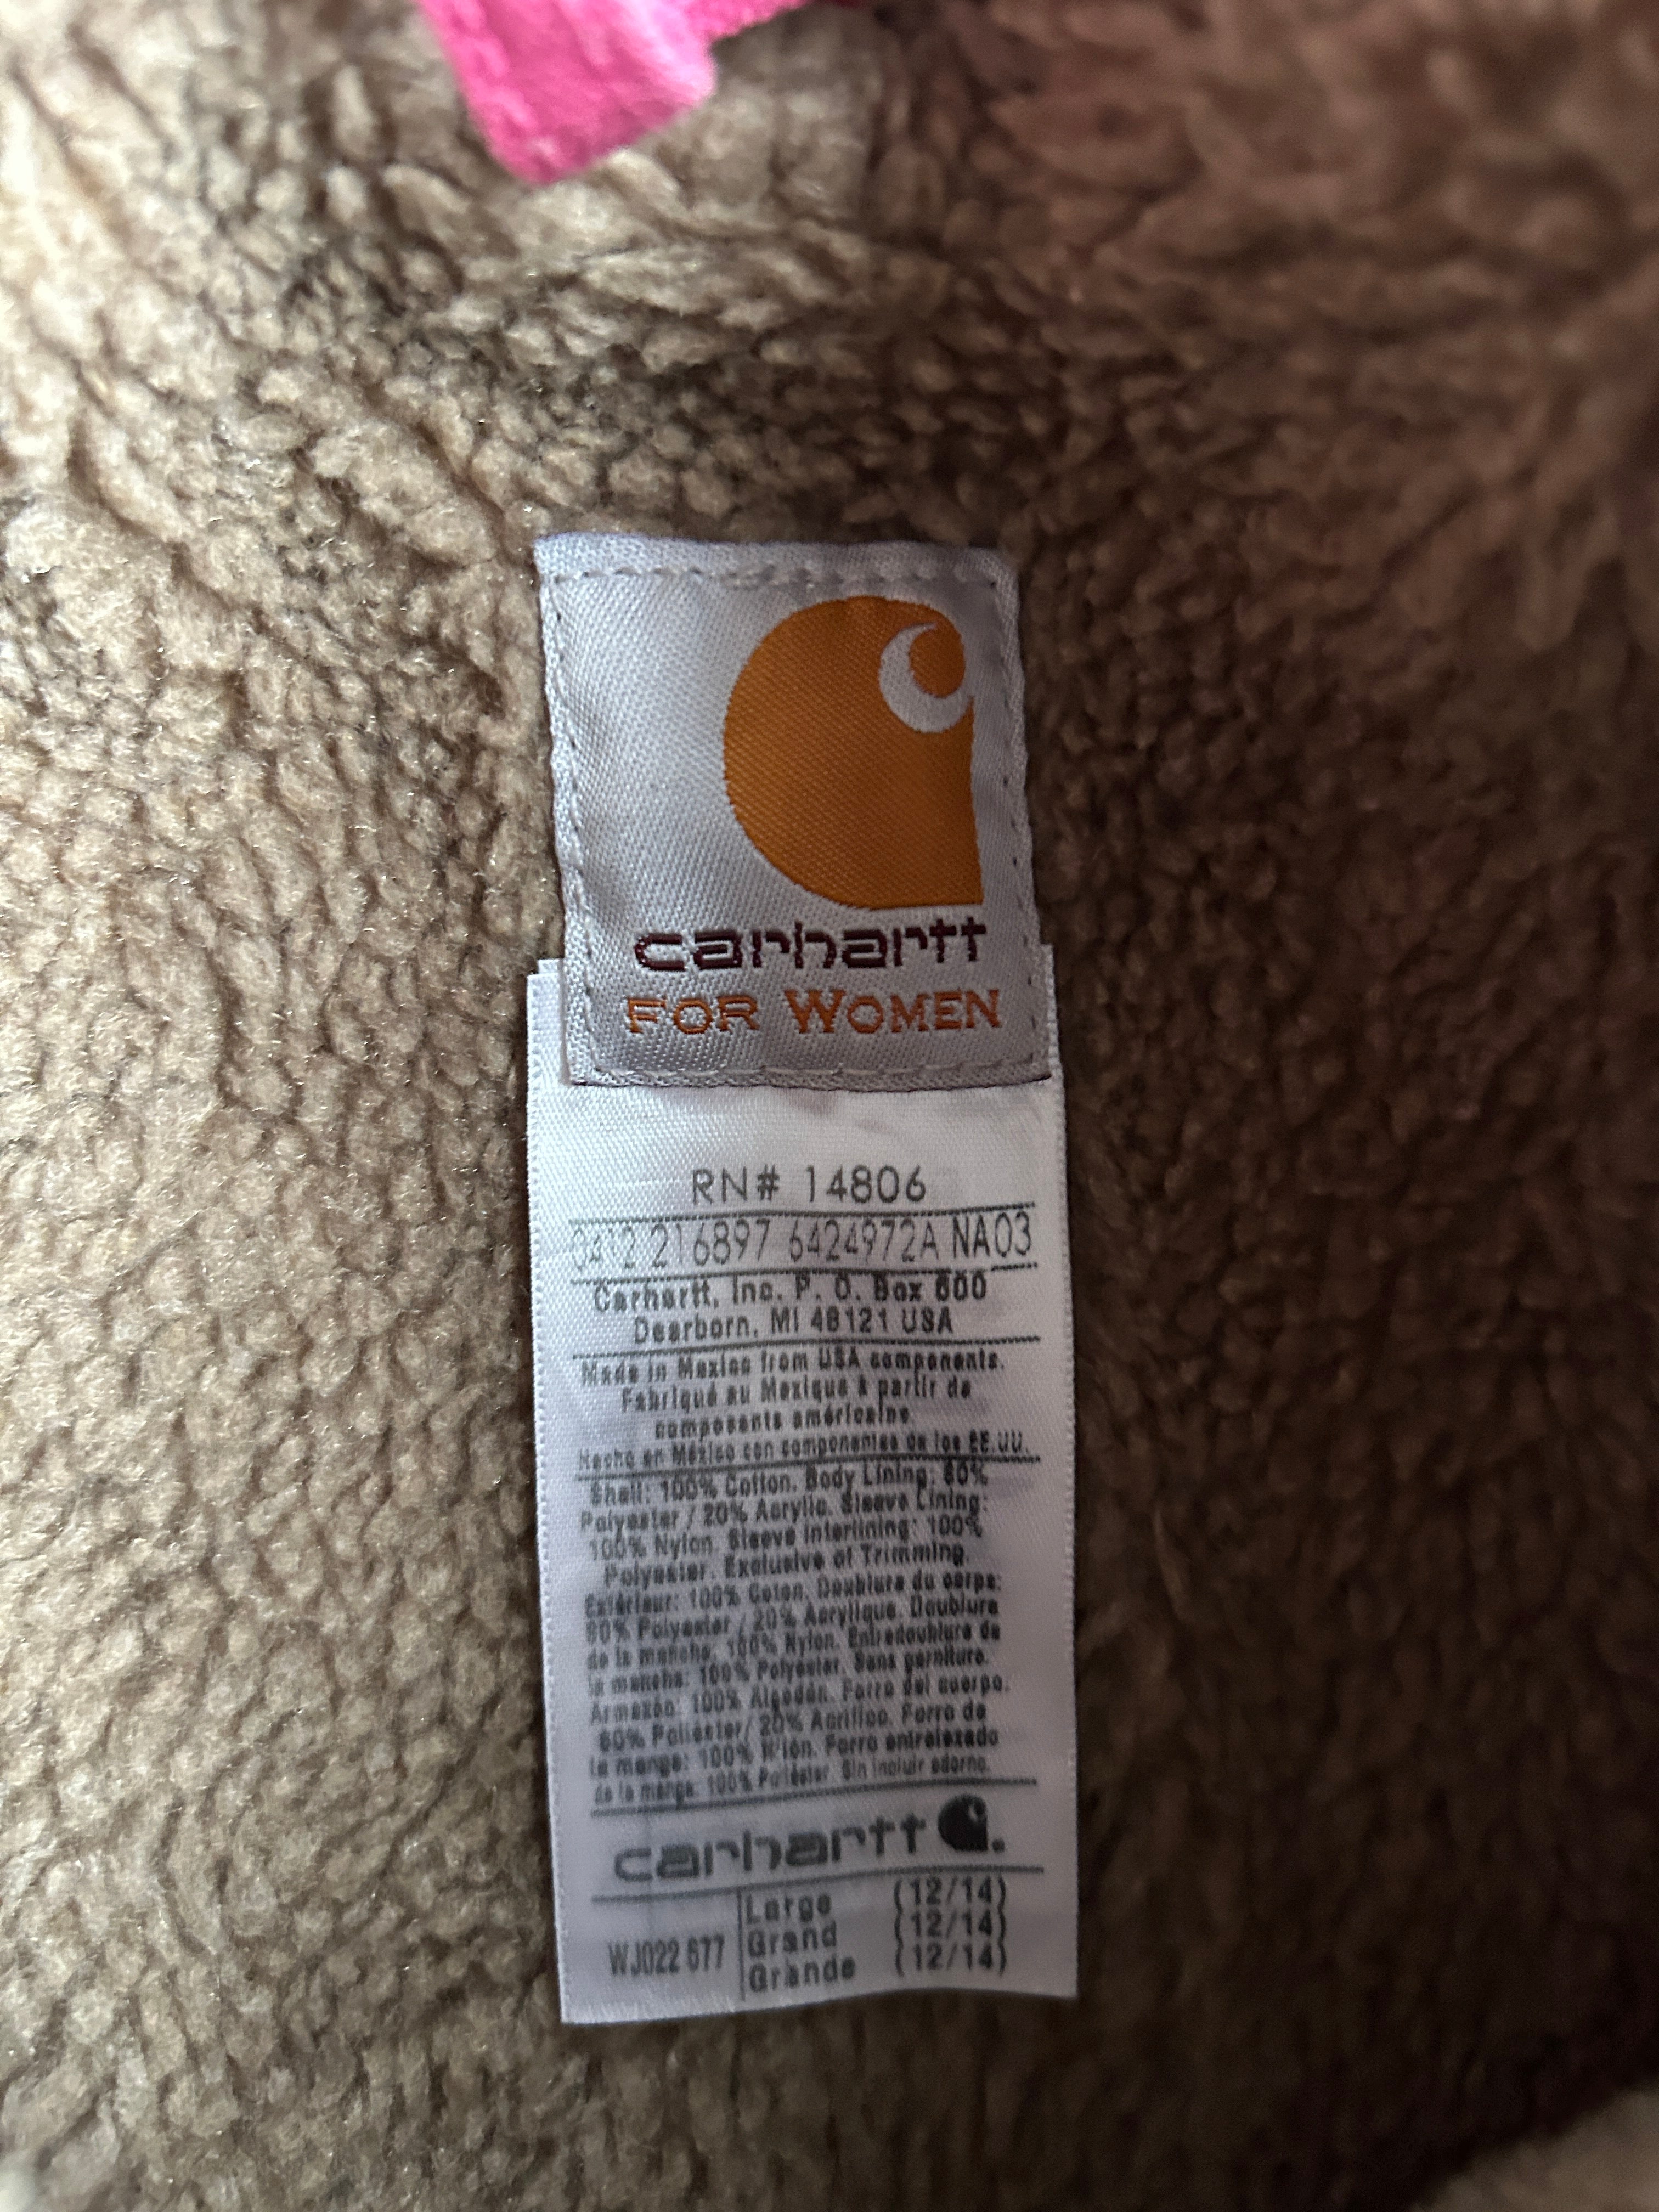 carhartt
FOR WOMEN
RN# 14806
0412 216897 6424972A NA03
Carhartt, Inc. P. O. Box 600
Dearborn, MI 48121 USA
Made in Mexico from USA components.
Fabriqué au Mexique à partir de
composants américains.
Hecho en México con componentes de los EE.UU.
Shell: 100% Cotton. Body Lining: 80%
Polyester / 20% Acrylic. Sleeve Lining:
100% Nylon. Sleeve Interlining: 100%
Polyester. Exclusive of Trimming.
Extérieur: 100% Coton. Doublure du corps:
80% Polyester / 20% Acrylique. Doublure
de la manche: 100% Nylon. Entredoublure de
la manche: 100% Polyester. Sans garniture.
Armazón: 100% Algodón. Forro del cuerpo:
80% Poliéster/ 20% Acrílico. Forro de
la manga: 100% Forro entrelazado
de la manga: 100% Poliéster Sin incluir adorno.
carhartt
Large (12/14)
WJ022 677 Grand (12/14)
Grande (12/14)